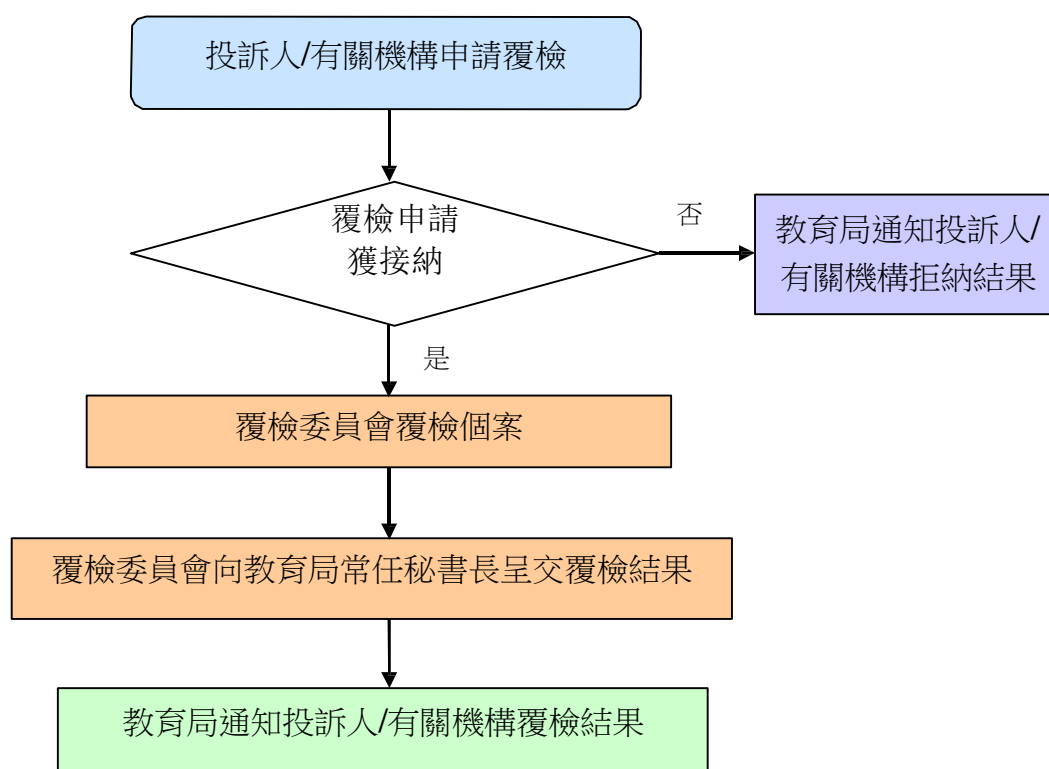 投訴人/有關機構申請覆檢
覆檢申請
獲接納
否
教育局通知投訴人/
有關機構拒納結果
是
覆檢委員會覆檢個案
覆檢委員會向教育局常任秘書長呈交覆檢結果
教育局通知投訴人/有關機構覆檢結果